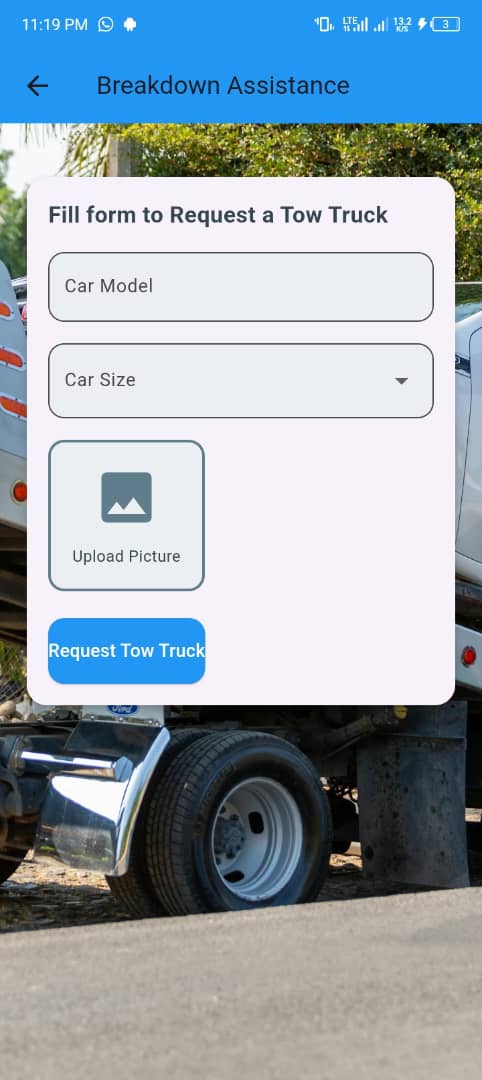 11:19 PM
LTE
13.2
K/S
3
Breakdown Assistance
Fill form to Request a Tow Truck
Car Model
Car Size
Upload Picture
Request Tow Truck
Ford